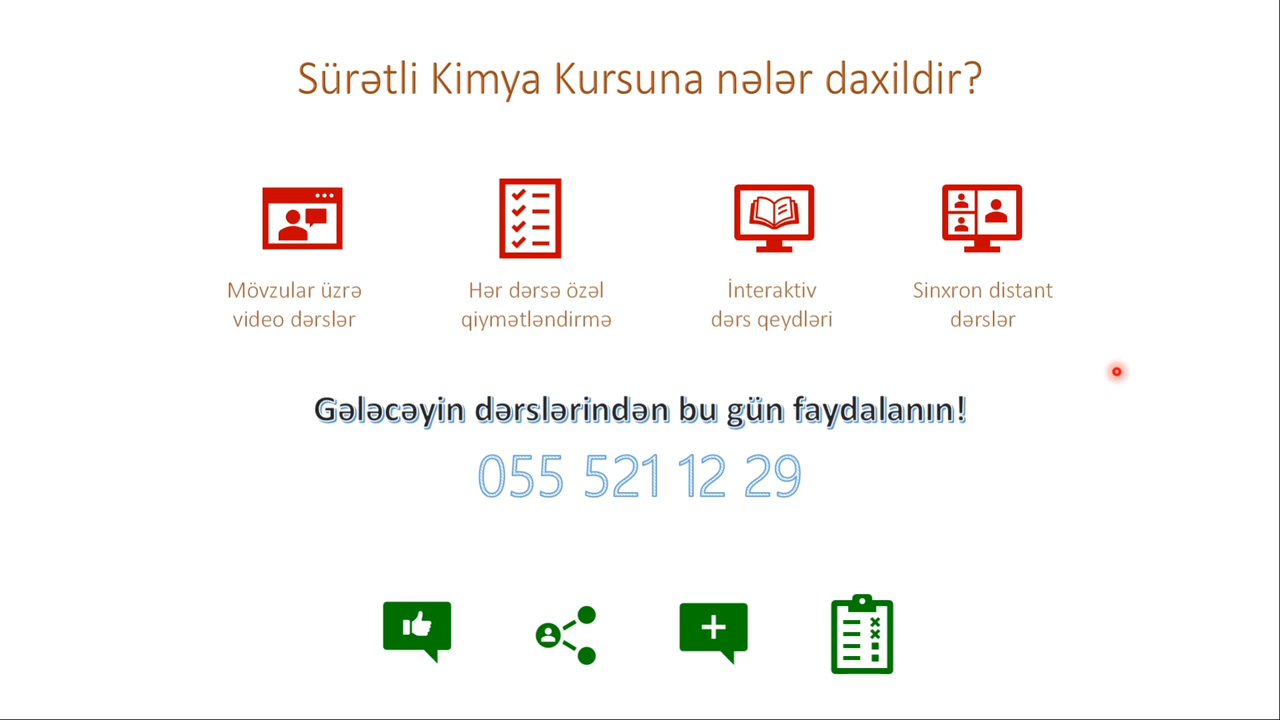 Sürətli Kimya Kursuna nələr daxildir?
Mövzular üzrə
video dərslər
Hər dərsə özəl
qiymətləndirmə
İnteraktiv
dərs qeydləri
Sinxron distant
dərslər
Gələcəyin dərslərindən bu gün faydalanın!
055 521 12 29